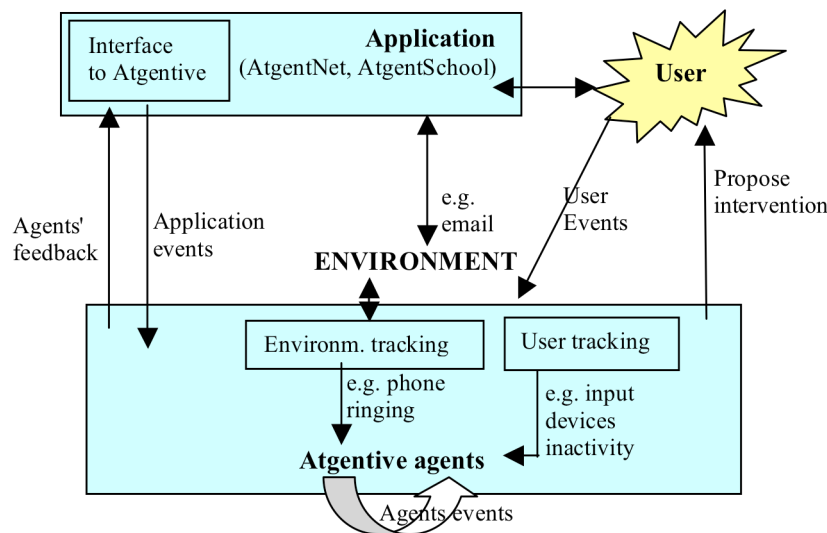 Interface
to Atgentive
Application
(AtgentNet, AtgentSchool)
User
Agents'
feedback
Application
events
e.g.
email
User
Events
Propose
intervention
ENVIRONMENT
Environm. tracking
User tracking
e.g. phone
ringing
e.g. input
devices
inactivity
Atgentive agents
Agents events